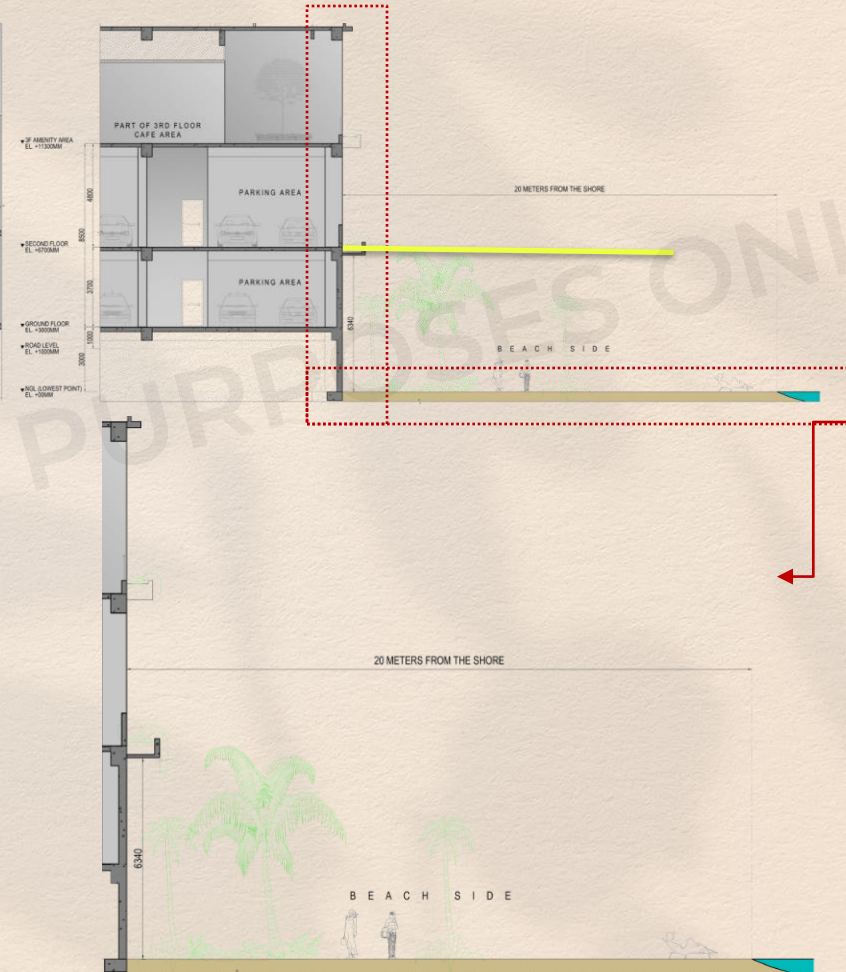 PART OF 3RD FLOOR
CAFE AREA
3F AMENITY AREA
EL. +11300MM
PARKING AREA
20 METERS FROM THE SHORE
4600
8500
SECOND FLOOR
EL. +6700MM
PARKING AREA
3700
GROUND FLOOR
EL. +3000MM
6340
1000
ROAD LEVEL
EL. +1000MM
BEACH SIDE
3000
NGL (LOWEST POINT)
EL. +00MM
PURPOSES ONL
20 METERS FROM THE SHORE
6340
BEACH SIDE